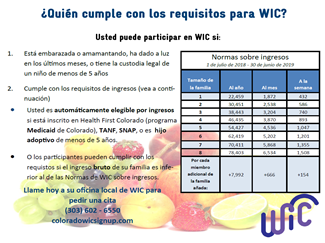 ¿Quién cumple con los requisitos para WIC?
Usted puede participar en WIC si:
1. Está embarazada o amamantando, ha dado a luz
en los últimos meses, o tiene la custodia legal de
un niño de menos de 5 años
2. Cumple con los requisitos de ingresos (vea a conti-
nuación)
• Usted es automáticamente elegible por ingresos
si está inscrito en Health First Colorado (programa
Medicaid de Colorado), TANF, SNAP, o es hijo
adoptivo de menos de 5 años.
• O los participantes pueden cumplir con los
requisitos si el ingreso bruto de su familia es infe-
rior al de las Normas de WIC sobre ingresos.
Llame hoy a su oficina local de WIC para
pedir una cita
(303) 602 - 6550
coloradowicsignup.com
Normas sobre ingresos
1 de julio de 2018 - 30 de junio de 2019
Tamaño de la familia Al año Al mes A la semana
1 22,459 1,872 432
2 30,451 2,538 586
3 38,443 3,204 740
4 46,435 3,870 893
5 54,427 4,536 1,047
6 62,419 5,202 1,201
7 70,411 5,868 1,355
8 78,403 6,534 1,508
Por cada miembro adicional de la familia añada: +7,992 +666 +154
WIC